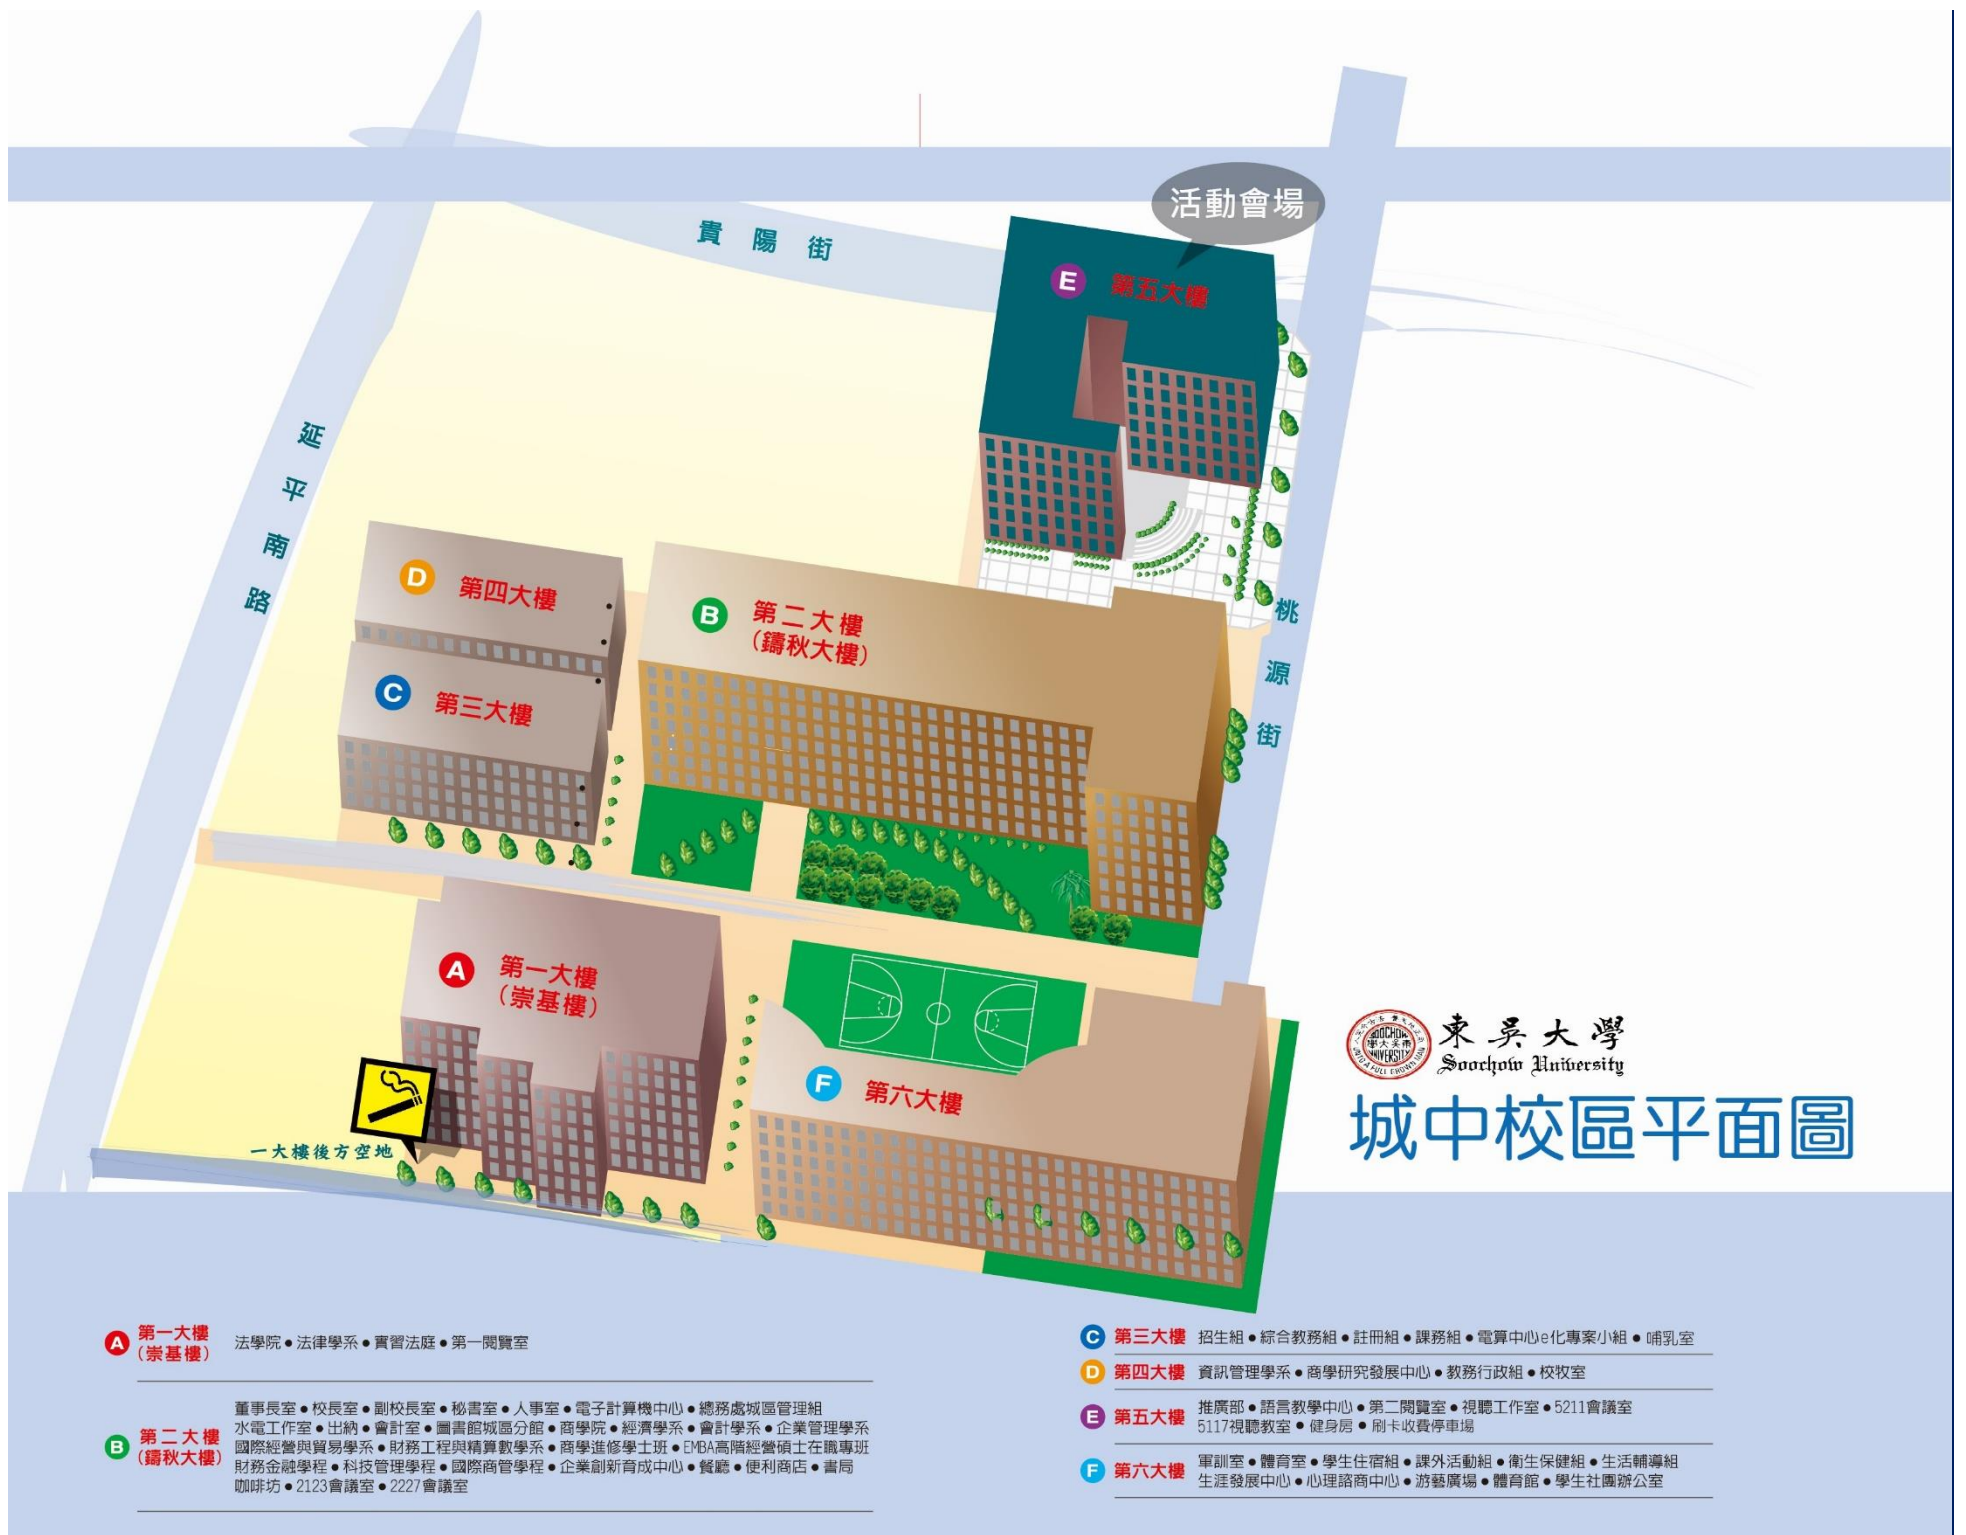 活動會場
貴陽街
E 第五大樓
延平南路
D 第四大樓
B 第二大樓
(鑄秋大樓)
桃源街
C 第三大樓
A 第一大樓
(崇基樓)
F 第六大樓
一大樓後方空地
東吳大學
Soochow University
城中校區平面圖
A 第一大樓
(崇基樓)
法學院●法律學系●實習法庭●第一閱覽室
B 第二大樓
(鑄秋大樓)
董事長室●校長室●副校長室●秘書室●人事室●電子計算機中心●總務處城區管理組
水電工作室●出納●會計室●圖書館城區分館●商學院●經濟學系●會計學系●企業管理學系
國際經營與貿易學系●財務工程與精算數學系●商學進修學士班●EMBA高階經營碩士在職專班
財務金融學程●科技管理學程●國際商管學程●企業創新育成中心●餐廳●便利商店●書局
咖啡坊●2123會議室●2227會議室
C 第三大樓 招生組●綜合教務組●註冊組●課務組●電算中心e化專案小組●哺乳室
D 第四大樓 資訊管理學系●商學研究發展中心●教務行政組●校牧室
E 第五大樓 推廣部●語言教學中心●第二閱覽室●視聽工作室●5211會議室
5117視聽教室●健身房●刷卡收費停車場
F 第六大樓 軍訓室●體育室●學生住宿組●課外活動組●衛生保健組●生活輔導組
生涯發展中心●心理諮商中心●游藝廣場●體育館●學生社團辦公室